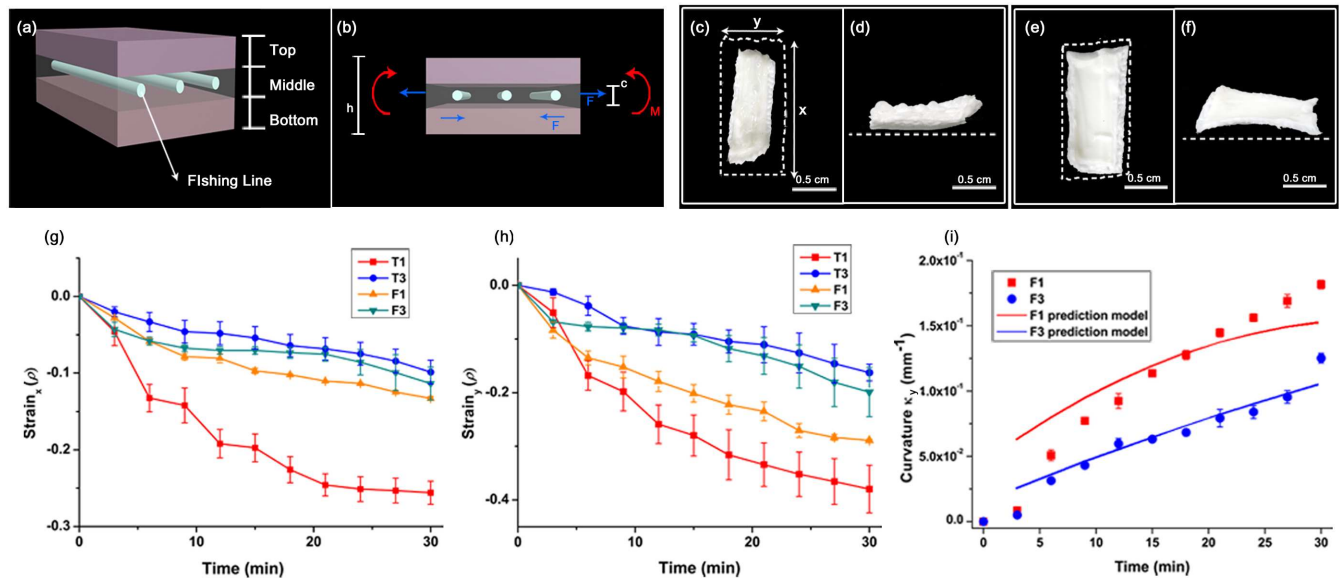 (a)
Top
Middle
Bottom
FIshing Line
(b)
h
c
F
F
M
(c)
y
x
0.5 cm
(d)
0.5 cm
(e)
0.5 cm
(f)
0.5 cm
(g)
T1
T3
F1
F3
0.0
-0.1
-0.2
-0.3
0 10 20 30
Strainx (ρ)
Time (min)
(h)
T1
T3
F1
F3
0.0
-0.2
-0.4
0 10 20 30
Strainy (ρ)
Time (min)
(i)
F1
F3
F1 prediction model
F3 prediction model
2.0x10⁻¹
1.5x10⁻¹
1.0x10⁻¹
5.0x10⁻²
0.0
0 5 10 15 20 25 30
Curvature κy (mm⁻¹)
Time (min)